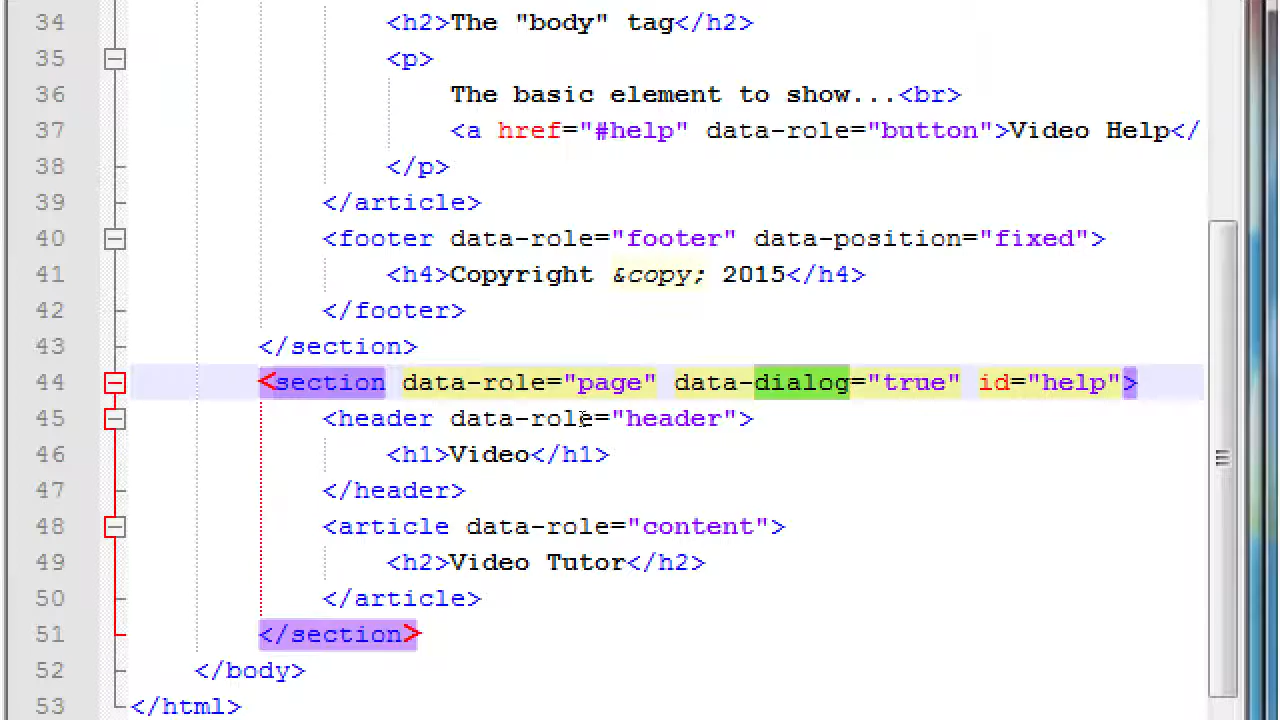 34 <h2>The "body" tag</h2>
35 <p>
36 The basic element to show...<br>
37 <a href="#help" data-role="button">Video Help</
38 </p>
39 </article>
40 <footer data-role="footer" data-position="fixed">
41 <h4>Copyright &copy; 2015</h4>
42 </footer>
43 </section>
44 <section data-role="page" data-dialog="true" id="help">
45 <header data-role="header">
46 <h1>Video</h1>
47 </header>
48 <article data-role="content">
49 <h2>Video Tutor</h2>
50 </article>
51 </section>
52 </body>
53 </html>